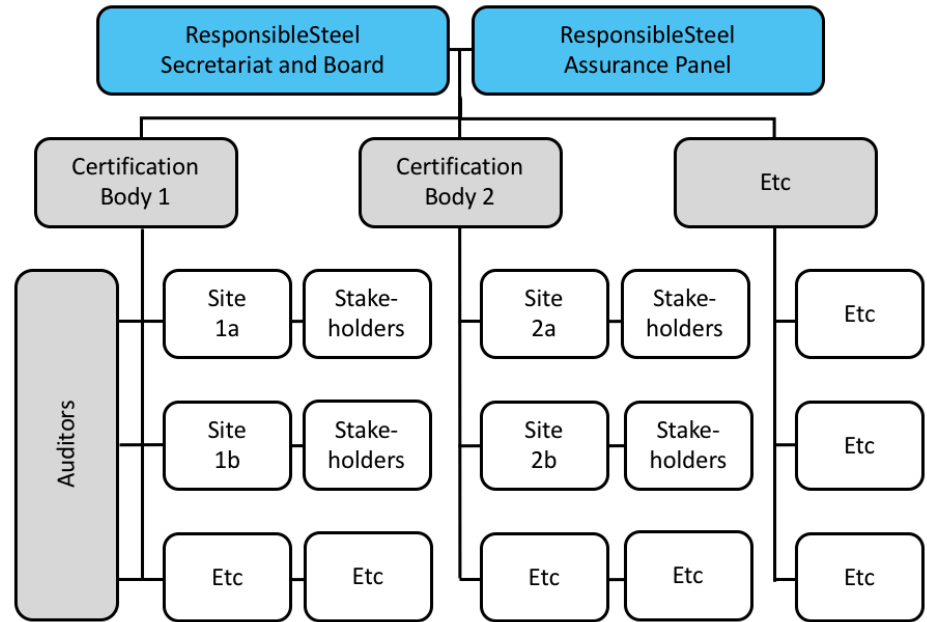 ResponsibleSteel
Secretariat and Board
ResponsibleSteel
Assurance Panel
Certification
Body 1
Certification
Body 2
Etc
Auditors
Site
1a
Stake-
holders
Site
2a
Stake-
holders
Etc
Site
1b
Stake-
holders
Site
2b
Stake-
holders
Etc
Etc
Etc
Etc
Etc
Etc